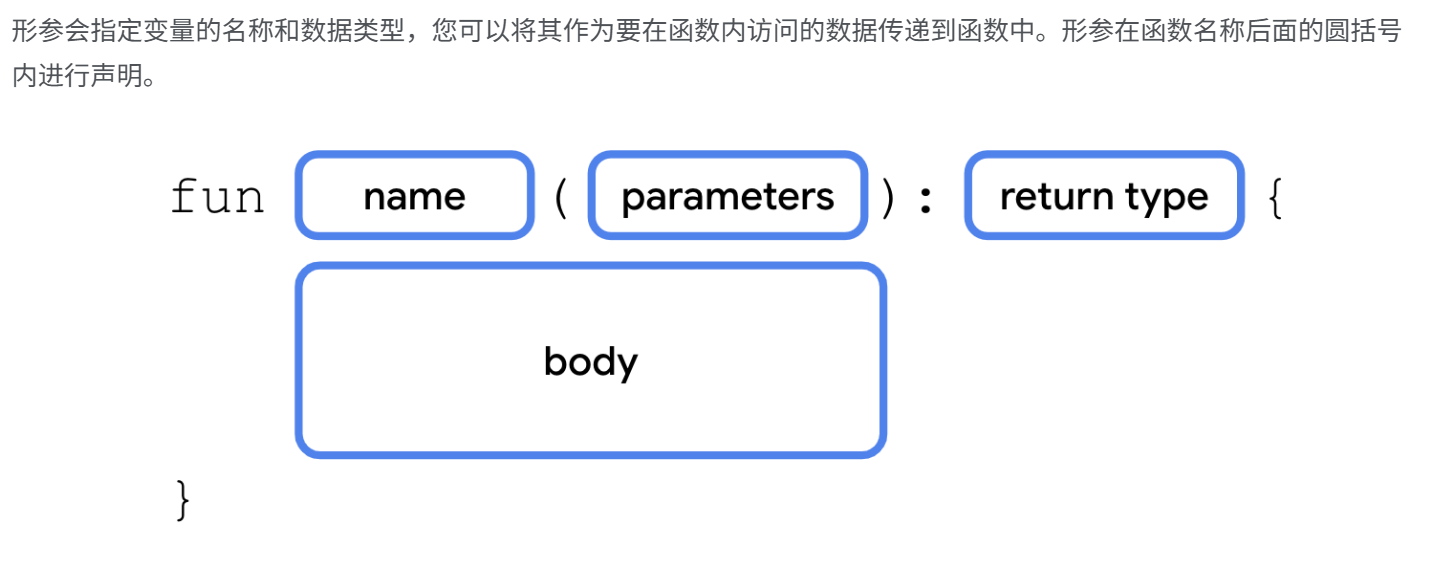 形参会指定变量的名称和数据类型，您可以将其作为要在函数内访问的数据传递到函数中。形参在函数名称后面的圆括号
内进行声明。
fun name ( parameters ) : return type {
body
}